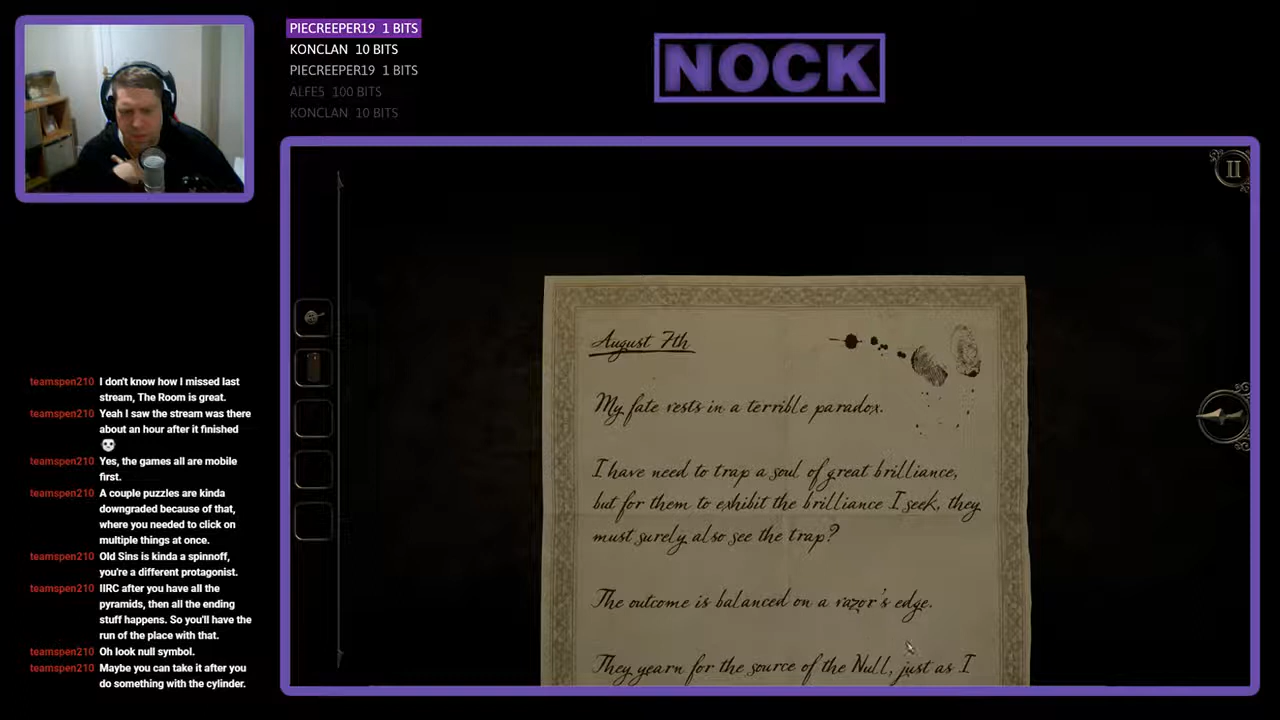 PIECREEPER19 1 BITS
KONCLAN 10 BITS
PIECREEPER19 1 BITS
ALFES 100 BITS
KONCLAN 10 BITS
NOCK
II
August 7th
My fate rests in a terrible paradox.
I have need to trap a soul of great brilliance,
but for them to exhibit the brilliance I seek, they
must surely also see the trap?
The outcome is balanced on a razor's edge.
They yearn for the source of the Null, just as I
teamspen210 I don't know how I missed last
stream, The Room is great.
teamspen210 Yeah I saw the stream was there
about an hour after it finished
teamspen210 Yes, the games all are mobile
first.
teamspen210 A couple puzzles are kinda
downgraded because of that,
where you needed to click on
multiple things at once.
teamspen210 Old Sins is kinda a spinnoff,
you're a different protagonist.
teamspen210 IIRC after you have all the
pyramids, then all the ending
stuff happens. So you'll have the
run of the place with that.
teamspen210 Oh look null symbol.
teamspen210 Maybe you can take it after you
do something with the cylinder.